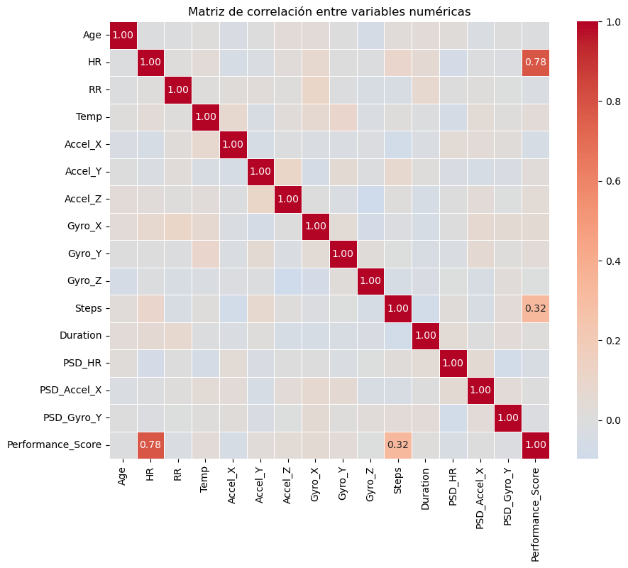 Matriz de correlación entre variables numéricas
Age
HR
RR
Temp
Accel_X
Accel_Y
Accel_Z
Gyro_X
Gyro_Y
Gyro_Z
Steps
Duration
PSD_HR
PSD_Accel_X
PSD_Gyro_Y
Performance_Score
1.00
1.00 0.78
1.00
1.00
1.00
1.00
1.00
1.00
1.00
1.00
1.00 0.32
1.00
1.00
1.00
1.00
0.78 0.32 1.00
Age
HR
RR
Temp
Accel_X
Accel_Y
Accel_Z
Gyro_X
Gyro_Y
Gyro_Z
Steps
Duration
PSD_HR
PSD_Accel_X
PSD_Gyro_Y
Performance_Score
1.0
0.8
0.6
0.4
0.2
0.0